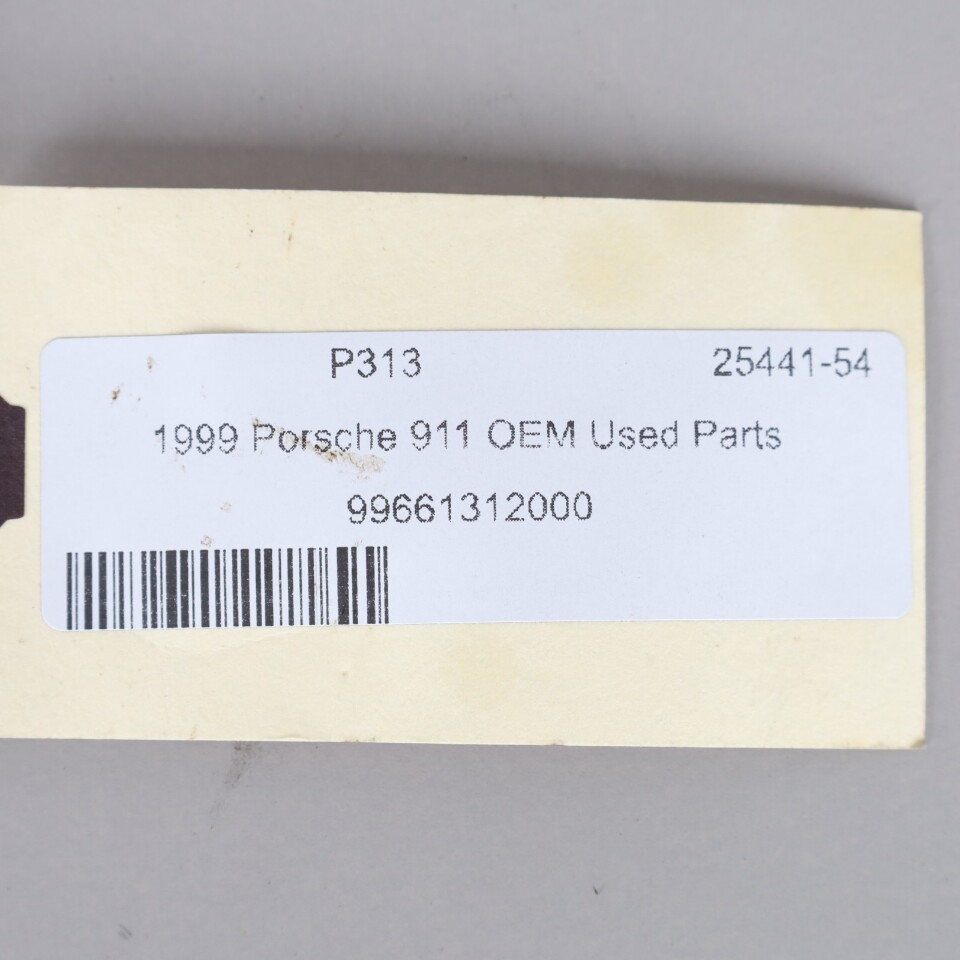 P313 25441-54
1999 Porsche 911 OEM Used Parts
99661312000